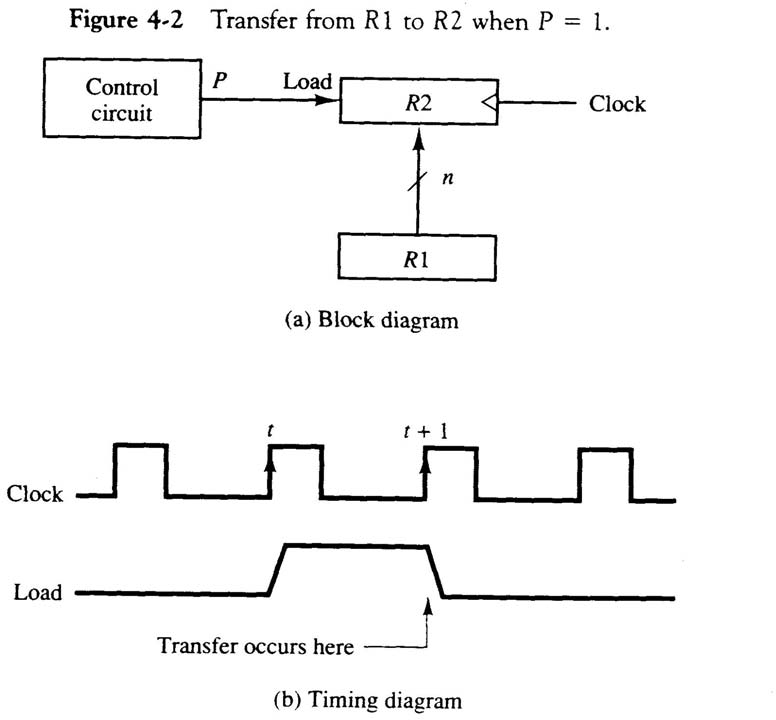 Figure 4-2 Transfer from R1 to R2 when P = 1.
Control
circuit
P
Load
R2
Clock
n
R1
(a) Block diagram
t
t + 1
Clock
Load
Transfer occurs here
(b) Timing diagram